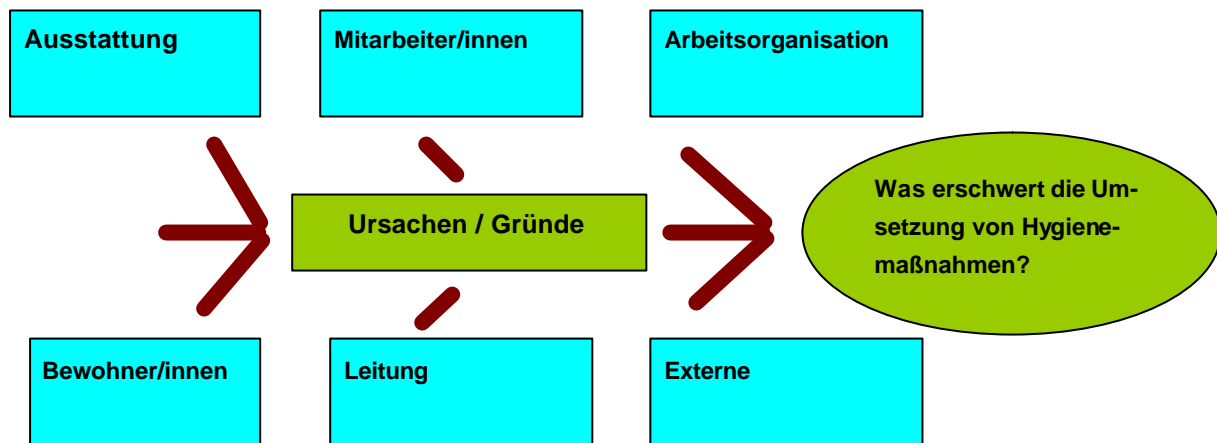 Ausstattung
Mitarbeiter/innen
Arbeitsorganisation
Ursachen / Gründe
Was erschwert die Um-
setzung von Hygiene-
maßnahmen?
Bewohner/innen
Leitung
Externe